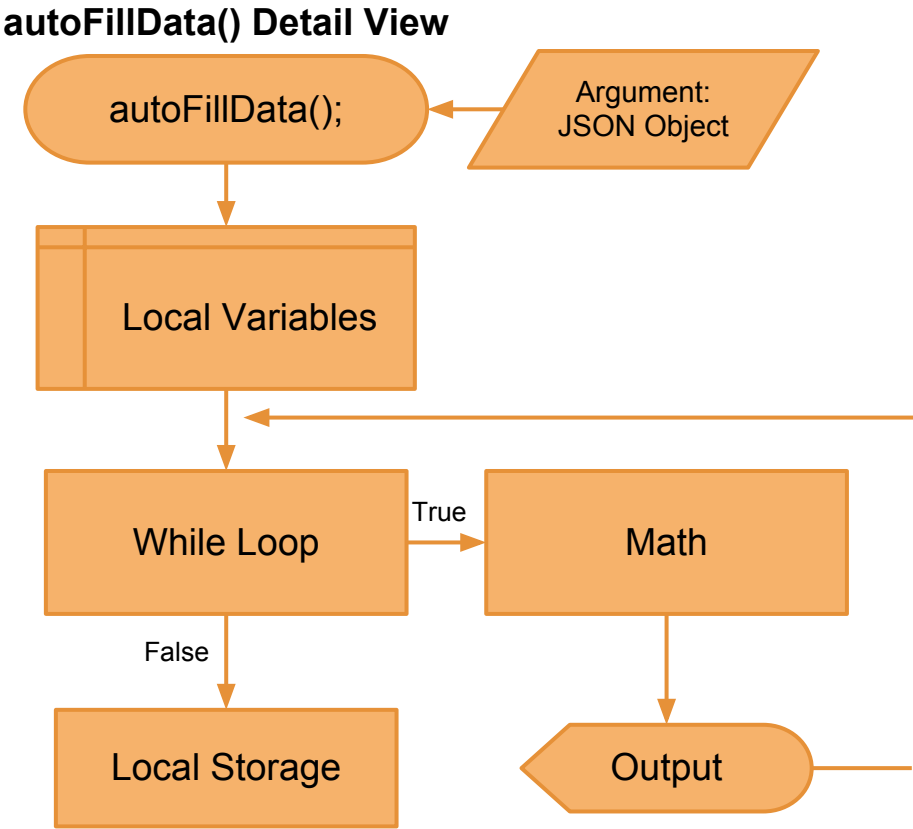 autoFillData() Detail View
autoFillData();
Argument:
JSON Object
Local Variables
While Loop
True
Math
False
Local Storage
Output